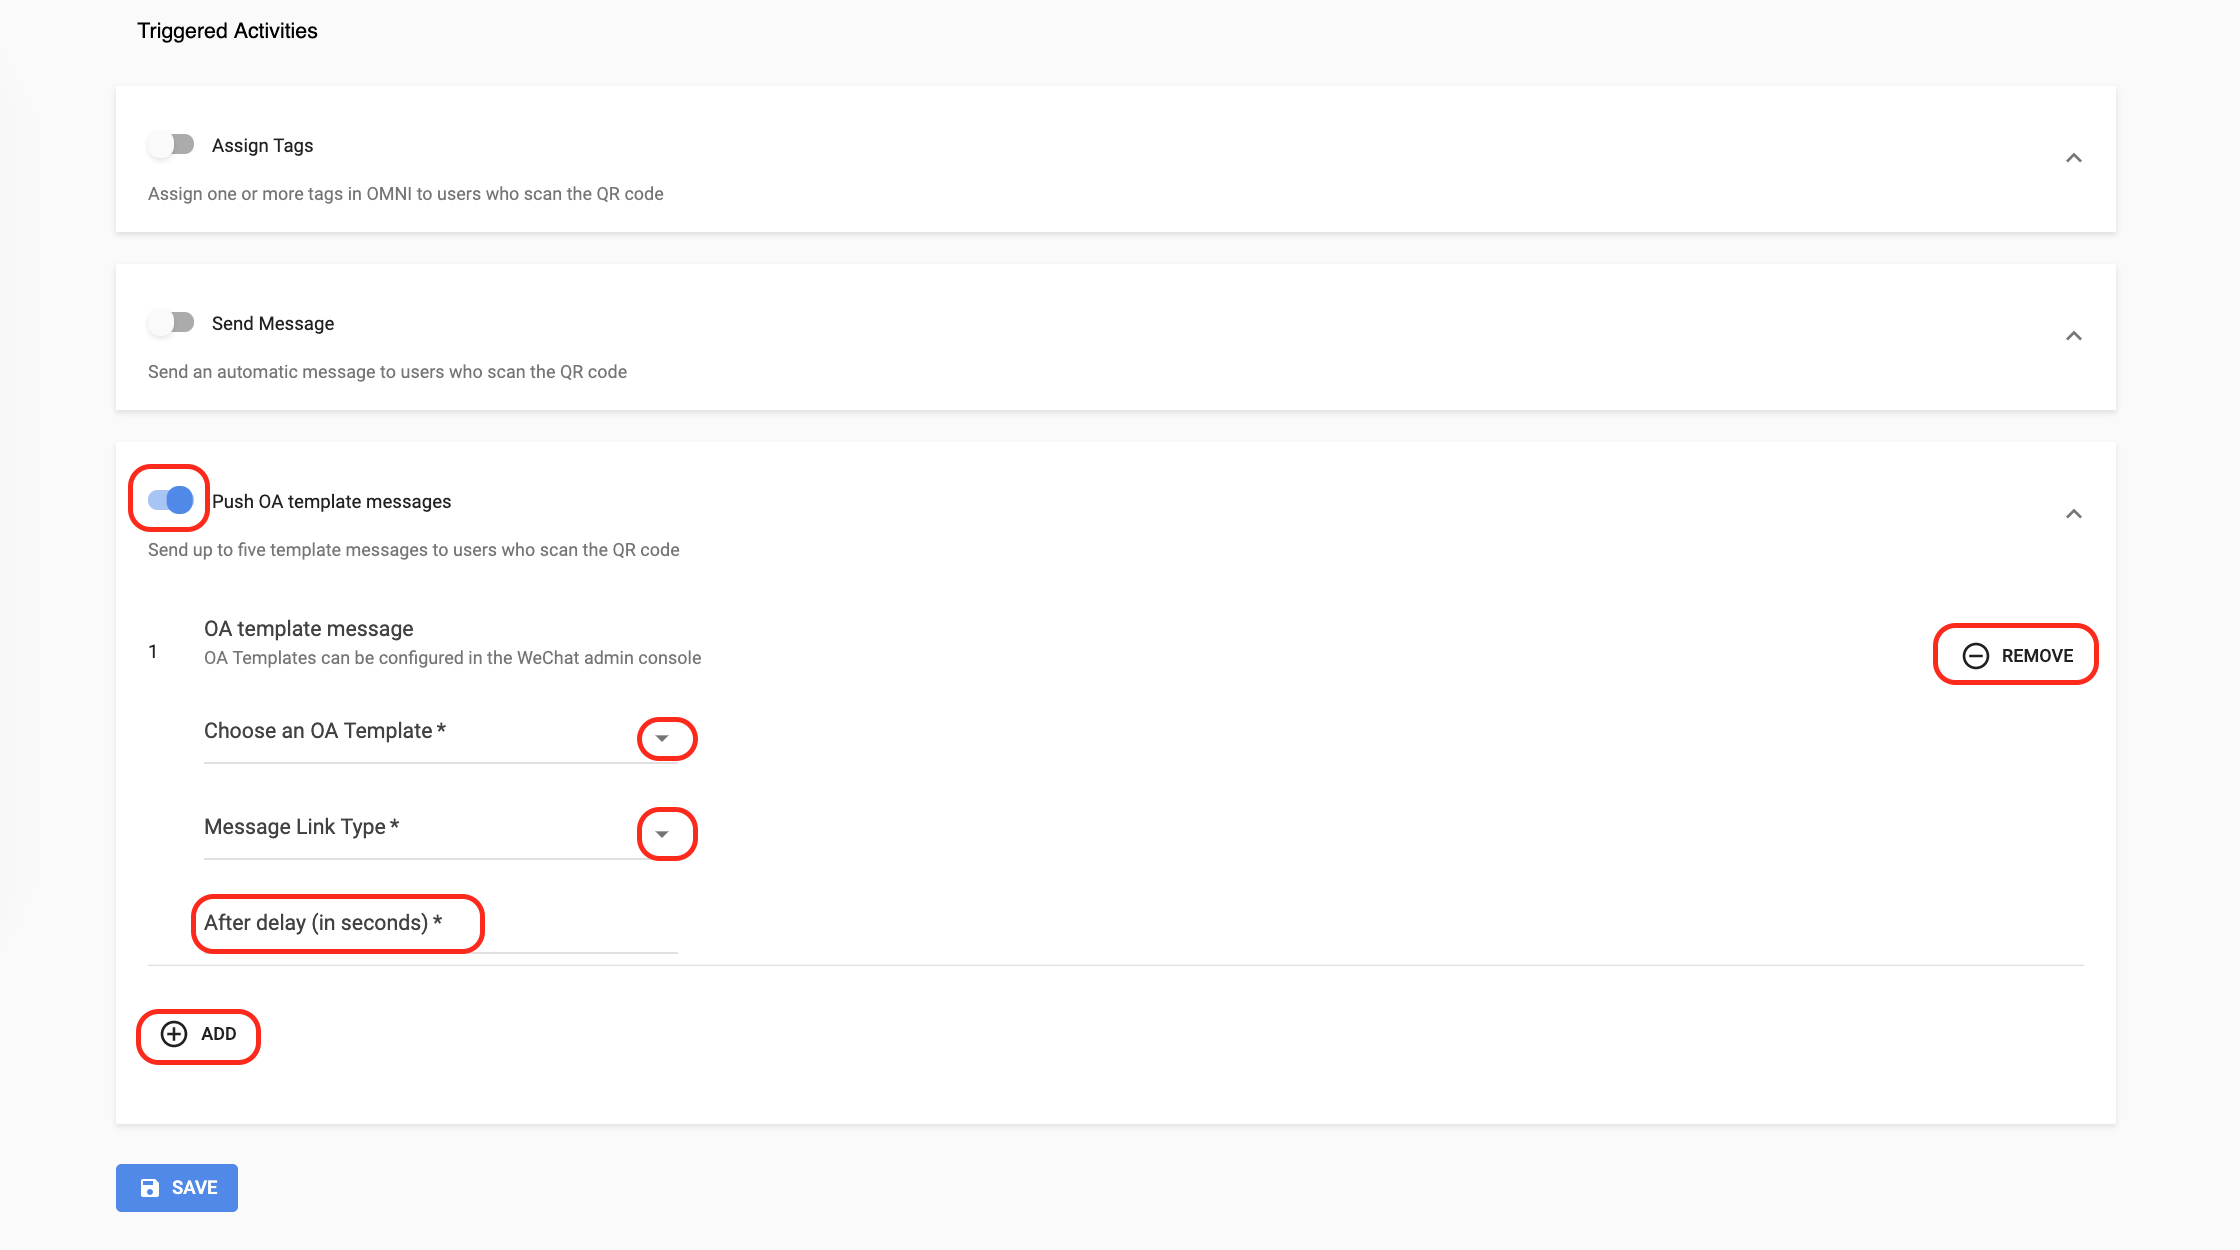 Triggered Activities
Assign Tags
Assign one or more tags in OMNI to users who scan the QR code
Send Message
Send an automatic message to users who scan the QR code
Push OA template messages
Send up to five template messages to users who scan the QR code
1
OA template message
OA Templates can be configured in the WeChat admin console
REMOVE
Choose an OA Template *
Message Link Type *
After delay (in seconds) *
ADD
SAVE